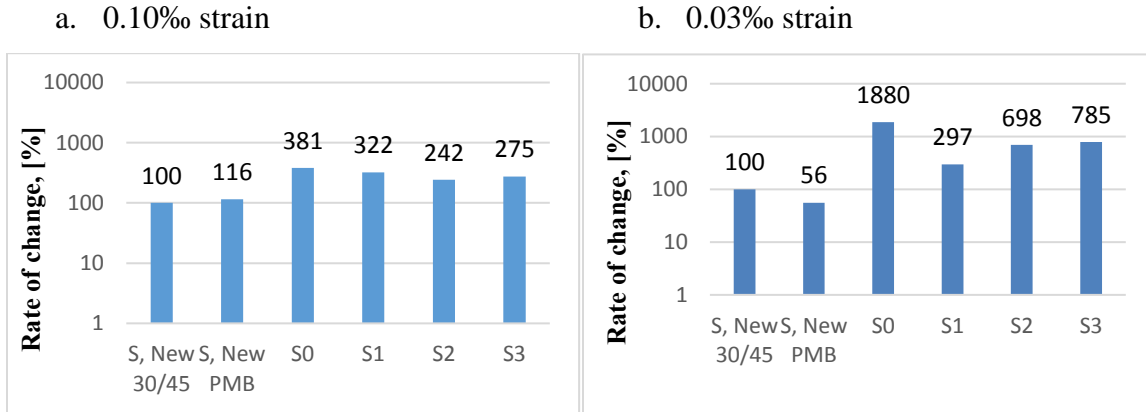 a. 0.10‰ strain
Rate of change, [%]
10000
1000
100
10
1
100
116
381
322
242
275
S, New 30/45
S, New PMB
S0
S1
S2
S3
b. 0.03‰ strain
Rate of change, [%]
10000
1000
100
10
1
100
56
1880
297
698
785
S, New 30/45
S, New PMB
S0
S1
S2
S3